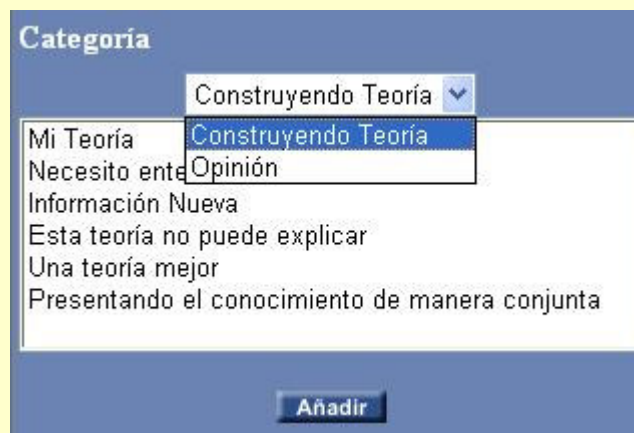 Categoría
Construyendo Teoría
Construyendo Teoría
Opinión
Mi Teoría
Necesito
Información Nueva
Esta teoría no puede explicar
Una teoría mejor
Presentando el conocimiento de manera conjunta
Añadir